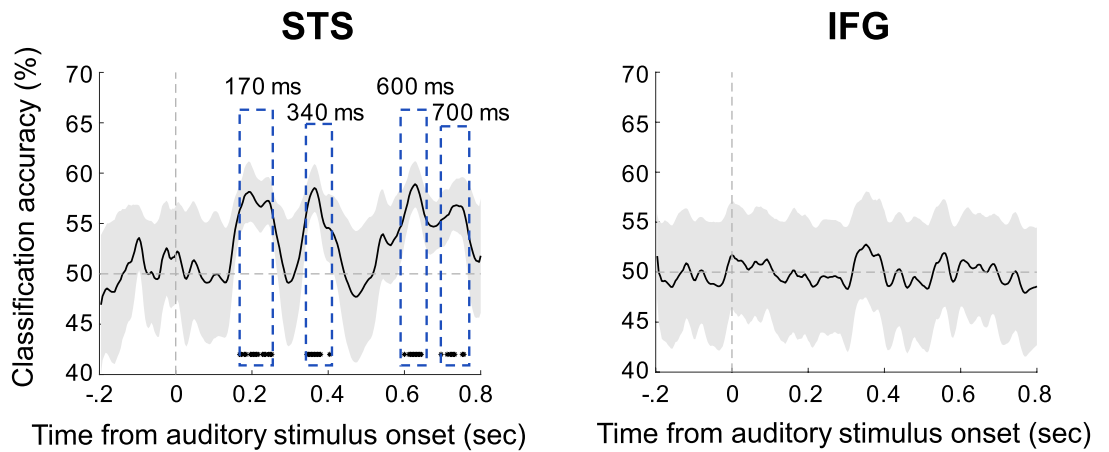 STS
IFG
Classification accuracy (%)
70
65
60
55
50
45
40
170 ms
340 ms
600 ms
700 ms
-.2
0
0.2
0.4
0.6
0.8
Time from auditory stimulus onset (sec)
70
65
60
55
50
45
40
-.2
0
0.2
0.4
0.6
0.8
Time from auditory stimulus onset (sec)